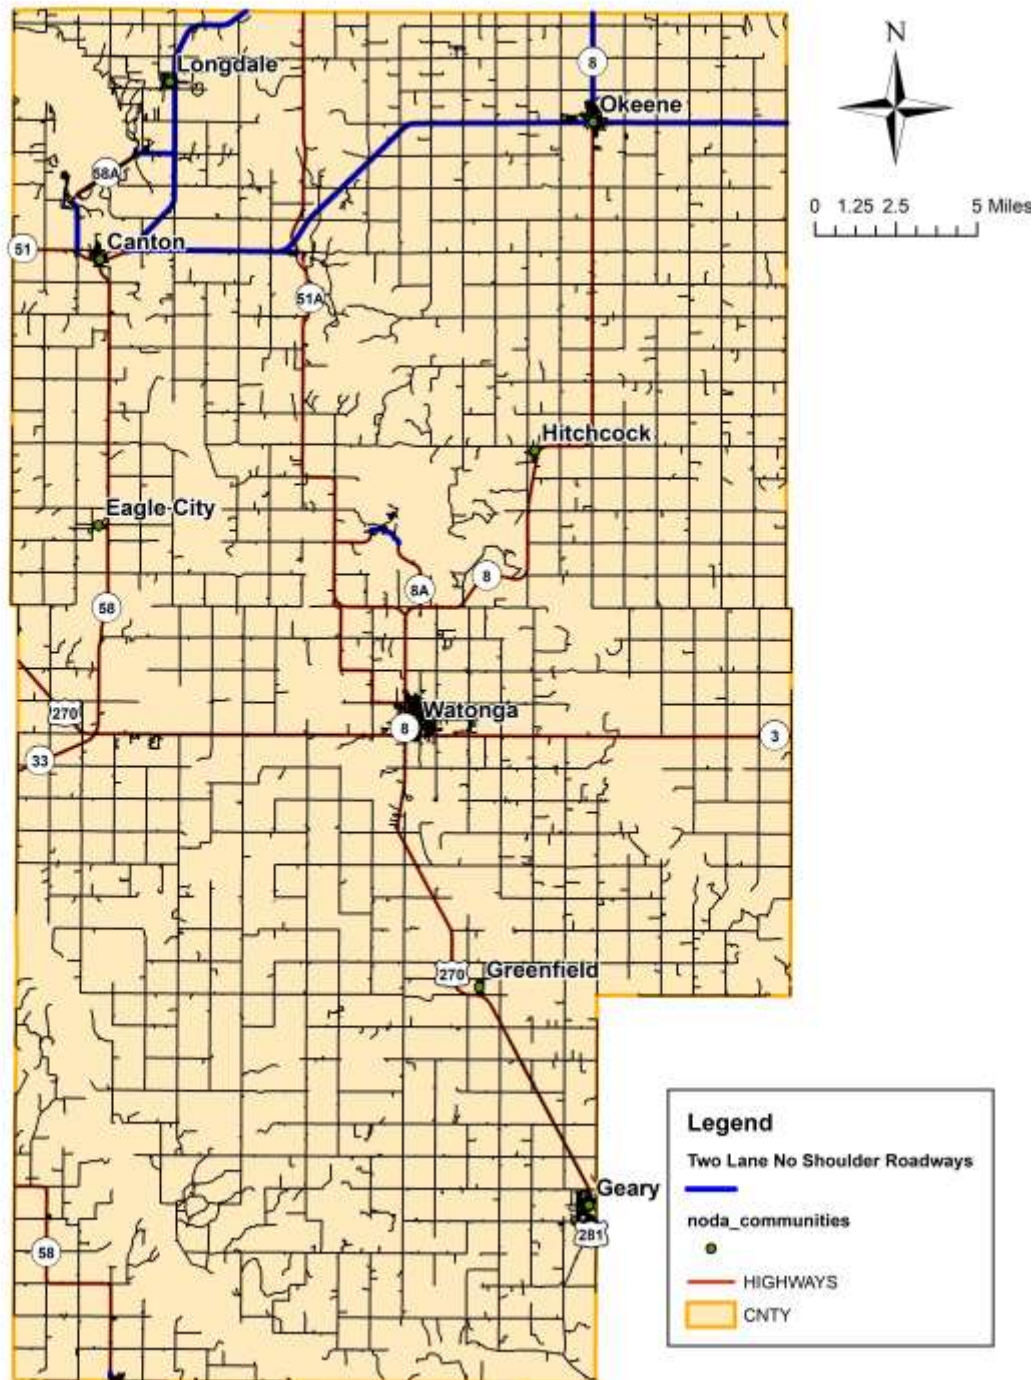 N
Longdale
8
Okeene
58A
0 1.25 2.5 5 Miles
51
Canton
51A
Hitchcock
Eagle City
8
8A
58
270
Watonga
8
3
33
270
Greenfield
Geary
281
58
Legend
Two Lane No Shoulder Roadways
noda_communities
HIGHWAYS
CNTY